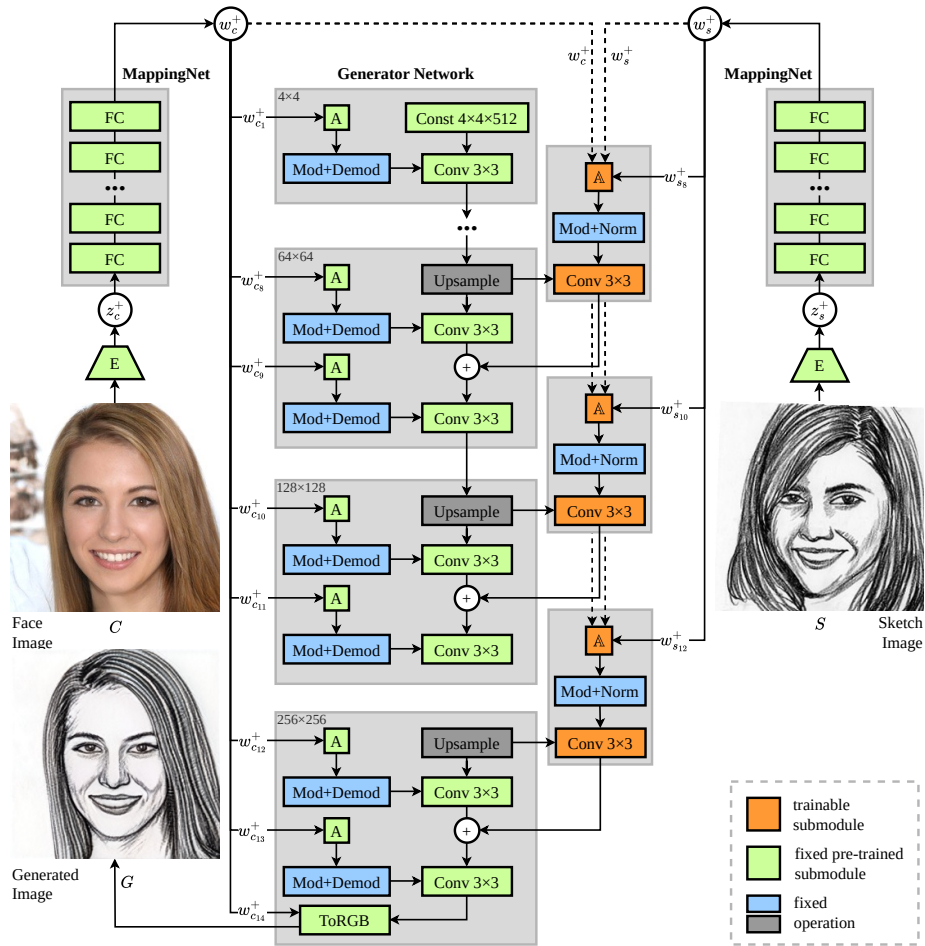 w_c^+
w_s^+
w_c^+
w_s^+
MappingNet
Generator Network
MappingNet
FC
FC
•••
FC
FC
z_c^+
E
4×4
w_{c_1}^+
A
Const 4×4×512
Mod+Demod
Conv 3×3
•••
64×64
w_{c_8}^+
A
Upsample
Mod+Demod
Conv 3×3
w_{c_9}^+
A
+
Mod+Demod
Conv 3×3
128×128
w_{c_{10}}^+
A
Upsample
Mod+Demod
Conv 3×3
w_{c_{11}}^+
A
+
Mod+Demod
Conv 3×3
256×256
w_{c_{12}}^+
A
Upsample
Mod+Demod
Conv 3×3
w_{c_{13}}^+
A
+
Mod+Demod
Conv 3×3
w_{c_{14}}^+
ToRGB
𝔸
w_{s_8}^+
Mod+Norm
Conv 3×3
𝔸
w_{s_{10}}^+
Mod+Norm
Conv 3×3
𝔸
w_{s_{12}}^+
Mod+Norm
Conv 3×3
FC
FC
•••
FC
FC
z_s^+
E
Face
Image
C
S
Sketch
Image
Generated
Image
G
trainable
submodule
fixed pre-trained
submodule
fixed
operation